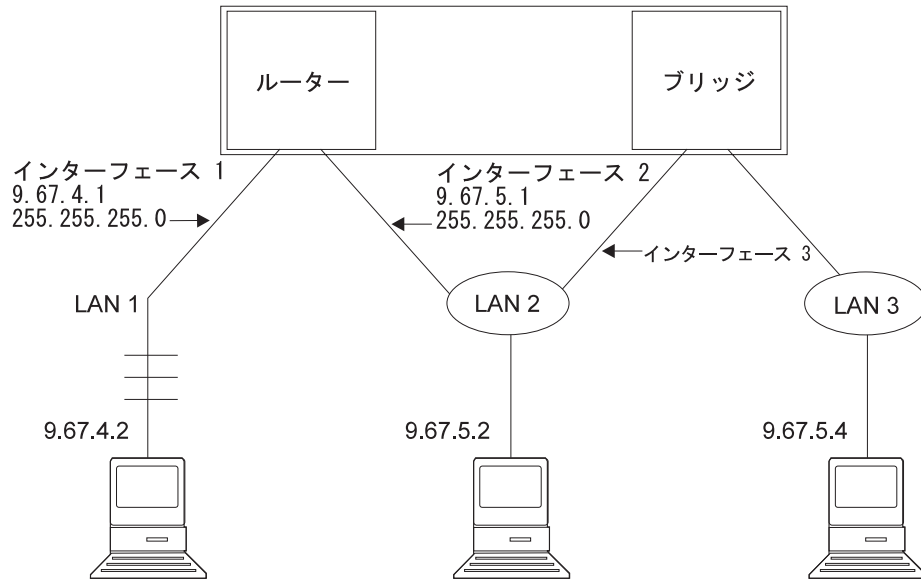 ルーター
ブリッジ
インターフェース 1
9.67.4.1
255.255.255.0
インターフェース 2
9.67.5.1
255.255.255.0
インターフェース 3
LAN 1
LAN 2
LAN 3
9.67.4.2
9.67.5.2
9.67.5.4